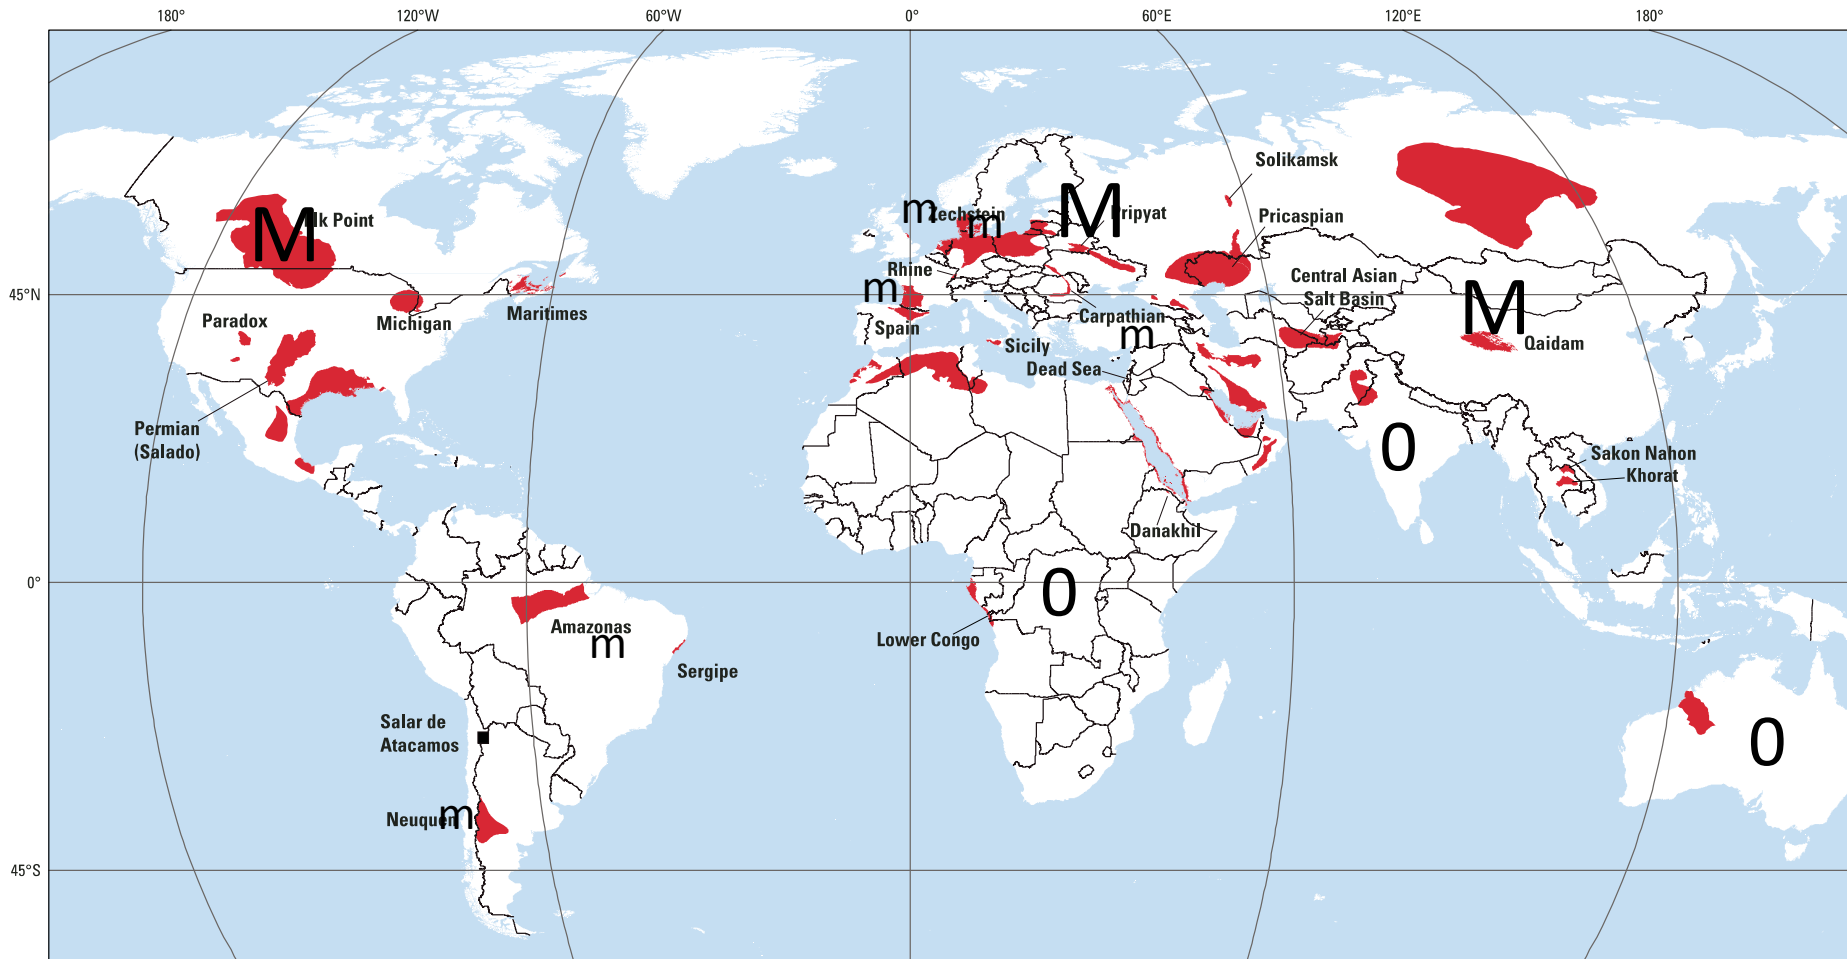 180°
120°W
60°W
0°
60°E
120°E
180°
45°N
0°
45°S
M
lk Point
Paradox
Michigan
Maritimes
Permian
(Salado)
m
Zechstein
m
M
Pripyat
Solikamsk
Pricaspian
Rhine
m
Spain
Sicily
Carpathian
m
Dead Sea
Central Asian
Salt Basin
M
Qaidam
0
Sakon Nahon
Khorat
Danakhil
0
Lower Congo
Amazonas
m
Sergipe
Salar de
Atacamos
Neuquen
m
0